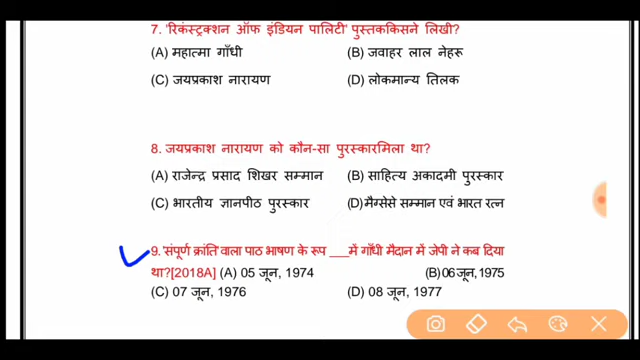 7. 'रिकंस्ट्रक्शन ऑफ इंडियन पालिटी' पुस्तककिसने लिखी?
(A) महात्मा गाँधी (B) जवाहर लाल नेहरू
(C) जयप्रकाश नारायण (D) लोकमान्य तिलक
8. जयप्रकाश नारायण को कौन-सा पुरस्कारमिला था?
(A) राजेन्द्र प्रसाद शिखर सम्मान (B) साहित्य अकादमी पुरस्कार
(C) भारतीय ज्ञानपीठ पुरस्कार (D) मैग्सेसे सम्मान एवं भारत रत्न
9. 'संपूर्ण क्रांति' वाला पाठ भाषण के रूप ___में गाँधी मैदान में जेपी ने कब दिया
था?[2018A] (A) 05 जून, 1974 (B) 06 जून, 1975
(C) 07 जून, 1976 (D) 08 जून, 1977